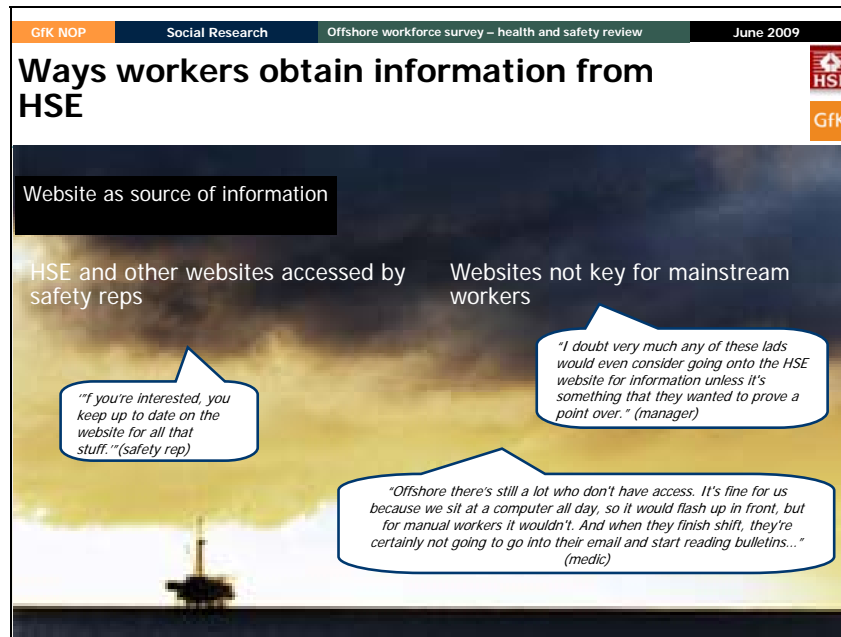 GfK NOP
Social Research
Offshore workforce survey – health and safety review
June 2009
Ways workers obtain information from
HSE
HSE
GfK
Website as source of information
HSE and other websites accessed by
safety reps
Websites not key for mainstream
workers
"I doubt very much any of these lads
would even consider going onto the HSE
website for information unless it's
something that they wanted to prove a
point over." (manager)
'"f you're interested, you
keep up to date on the
website for all that
stuff.'"(safety rep)
"Offshore there's still a lot who don't have access. It's fine for us
because we sit at a computer all day, so it would flash up in front, but
for manual workers it wouldn't. And when they finish shift, they're
certainly not going to go into their email and start reading bulletins..."
(medic)